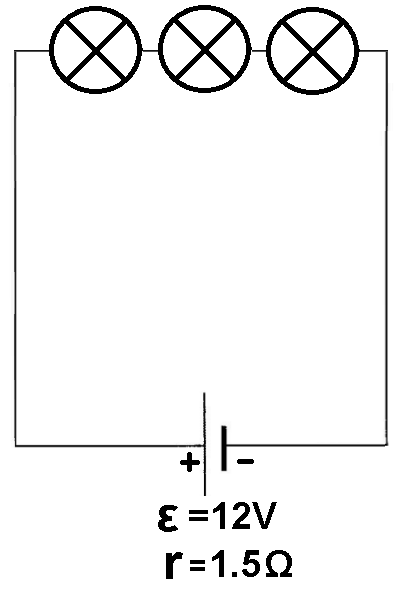 + −
ε =12V
r =1.5Ω